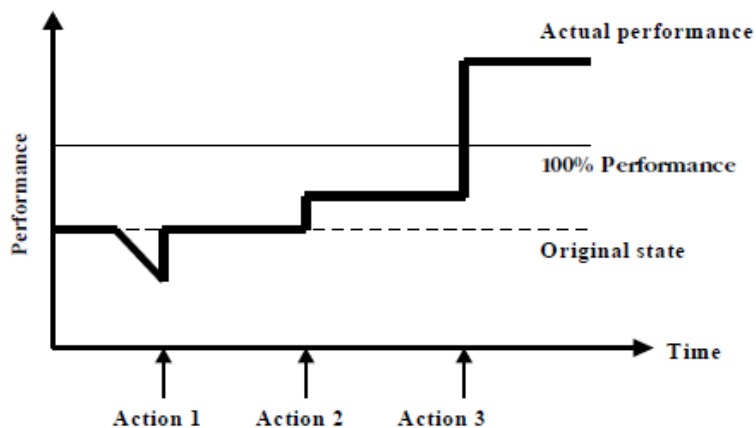 Actual performance
100% Performance
Performance
Original state
Time
Action 1
Action 2
Action 3